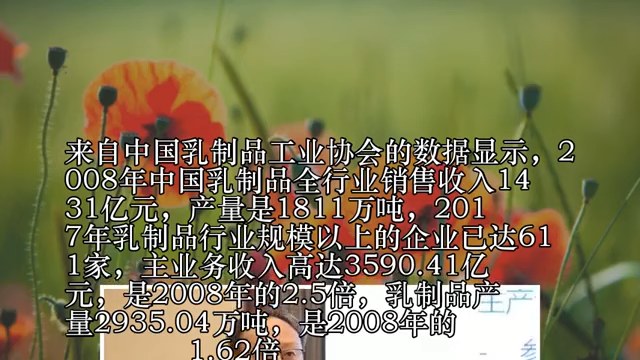 来自中国乳制品工业协会的数据显示，2
008年中国乳制品全行业销售收入14
31亿元，产量是1811万吨，201
7年乳制品行业规模以上的企业已达61
1家，主业务收入高达3590.41亿
元，是2008年的2.5倍，乳制品产
量2935.04万吨，是2008年的
1.62倍
生产